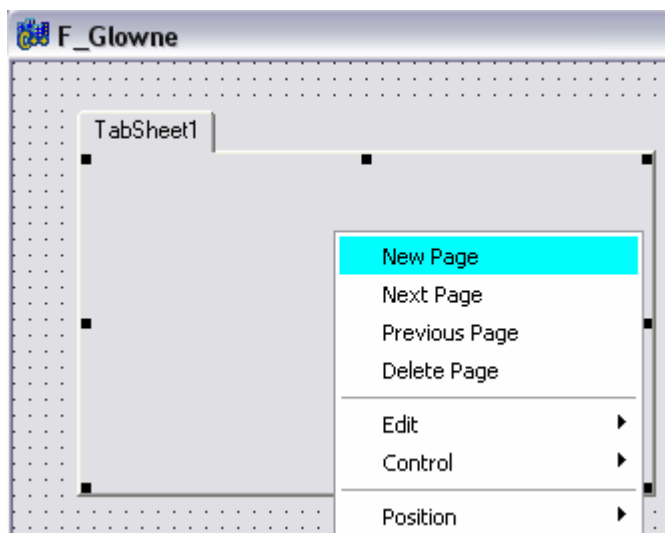 F_Glowne
TabSheet1
New Page
Next Page
Previous Page
Delete Page
Edit
Control
Position